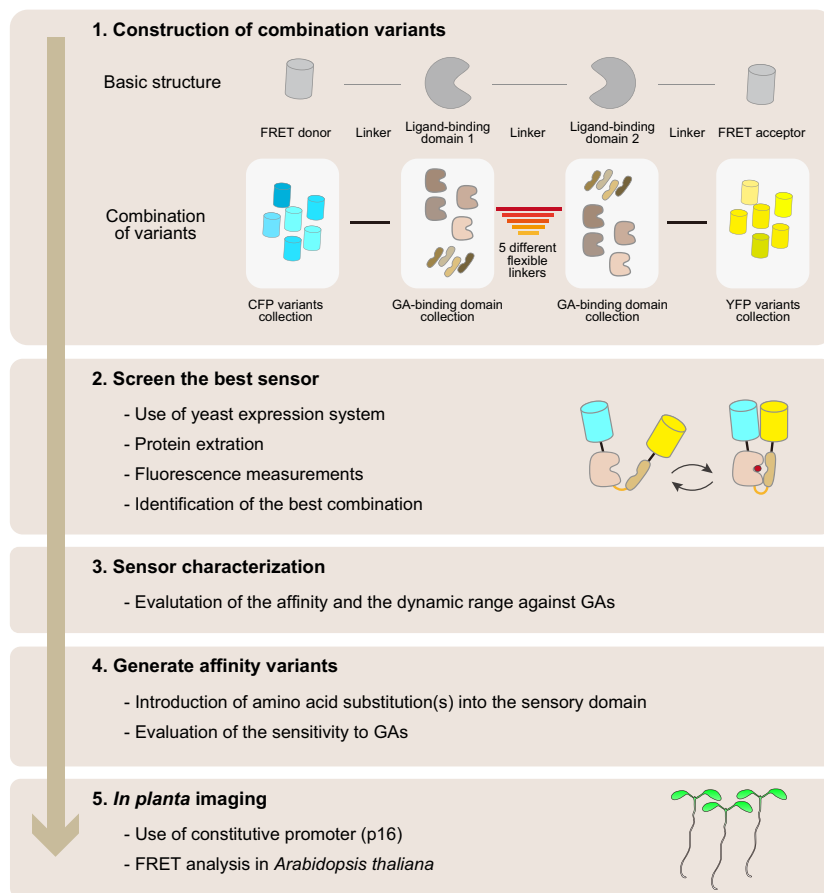 1. Construction of combination variants
Basic structure
FRET donor
Linker
Ligand-binding
domain 1
Linker
Ligand-binding
domain 2
Linker
FRET acceptor
Combination
of variants
5 different
flexible
linkers
CFP variants
collection
GA-binding domain
collection
GA-binding domain
collection
YFP variants
collection
2. Screen the best sensor
- Use of yeast expression system
- Protein extration
- Fluorescence measurements
- Identification of the best combination
3. Sensor characterization
- Evalutation of the affinity and the dynamic range against GAs
4. Generate affinity variants
- Introduction of amino acid substitution(s) into the sensory domain
- Evaluation of the sensitivity to GAs
5. In planta imaging
- Use of constitutive promoter (p16)
- FRET analysis in Arabidopsis thaliana